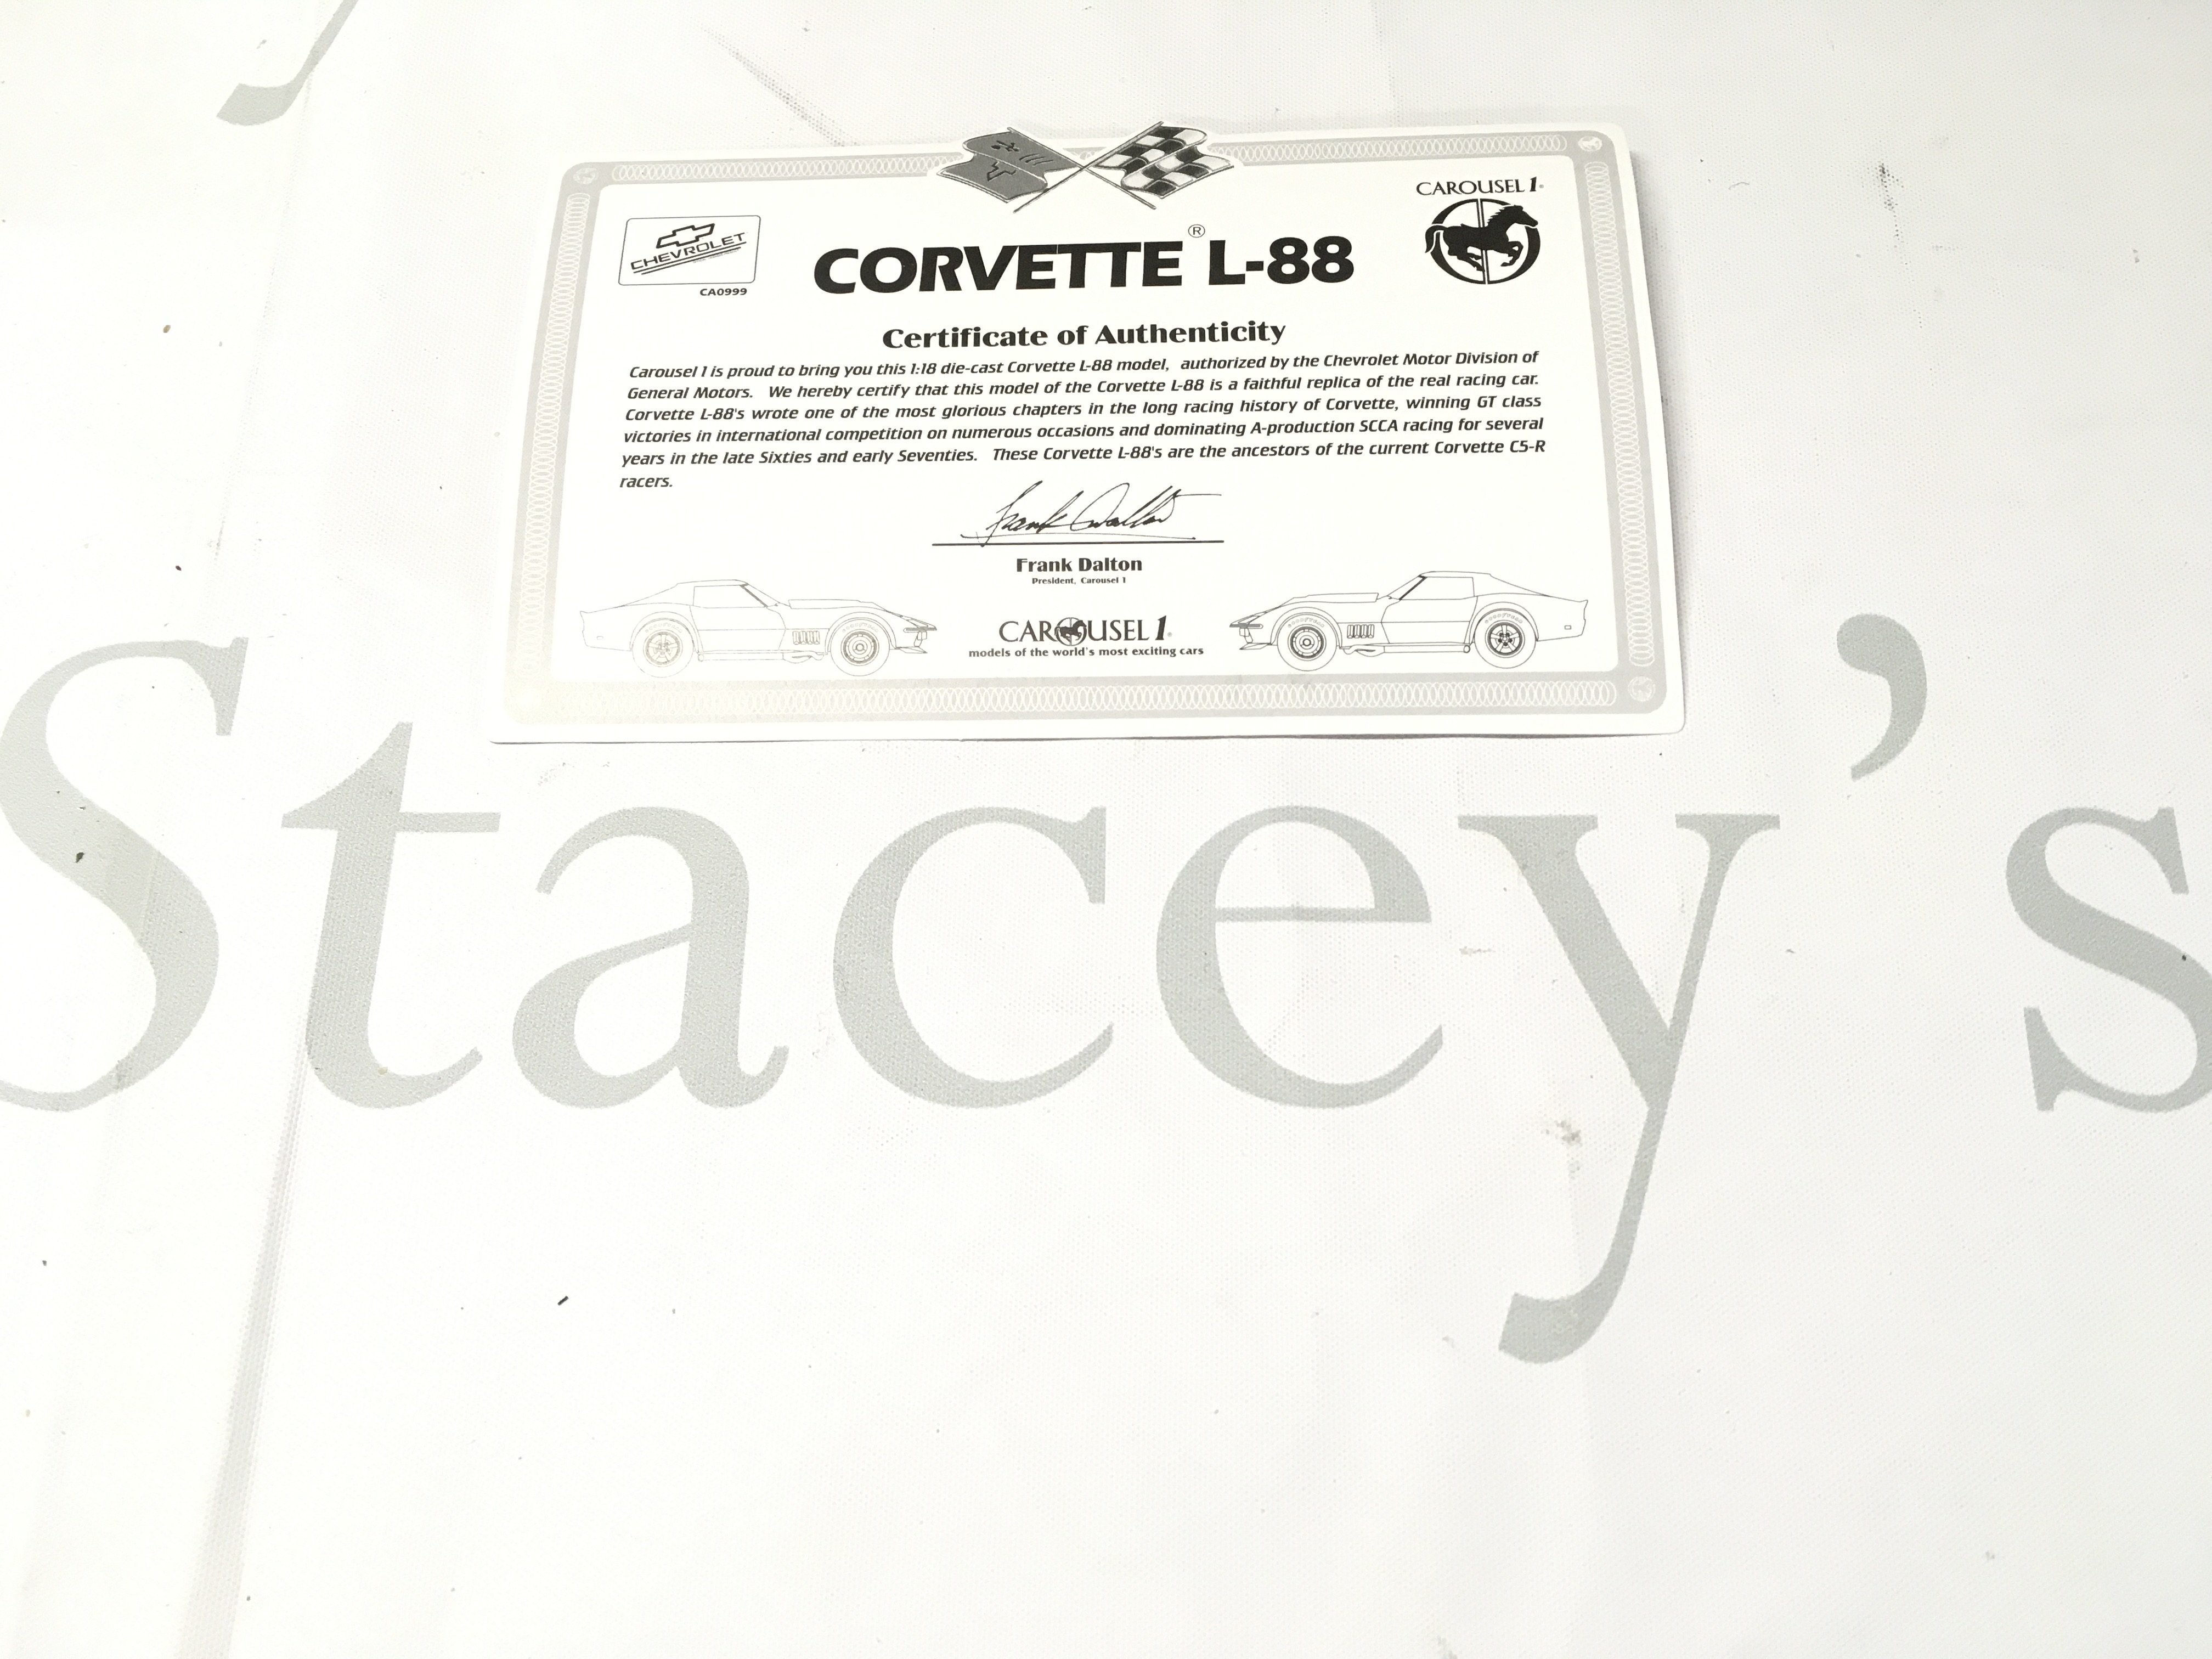 CHEVROLET
CA0999
CORVETTE® L-88
CAROUSEL 1
Certificate of Authenticity
Carousel 1 is proud to bring you this 1:18 die-cast Corvette L-88 model, authorized by the Chevrolet Motor Division of
General Motors. We hereby certify that this model of the Corvette L-88 is a faithful replica of the real racing car.
Corvette L-88's wrote one of the most glorious chapters in the long racing history of Corvette, winning GT class
victories in international competition on numerous occasions and dominating A-production SCCA racing for several
years in the late Sixties and early Seventies. These Corvette L-88's are the ancestors of the current Corvette C5-R
racers.
Frank Dalton
Frank Dalton
President, Carousel 1
CAROUSEL 1
models of the world's most exciting cars
Stacey's